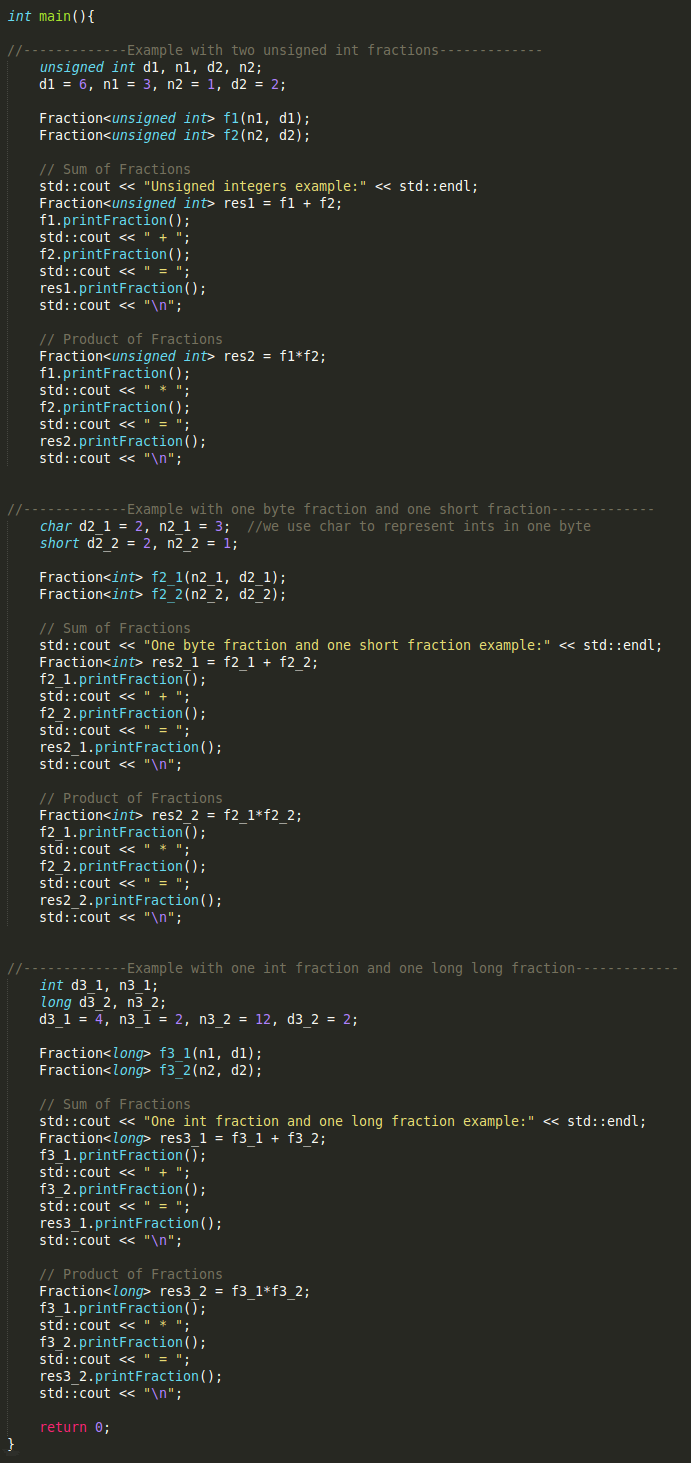 int main(){
//-------------Example with two unsigned int fractions-------------
unsigned int d1, n1, d2, n2;
d1 = 6, n1 = 3, n2 = 1, d2 = 2;
Fraction<unsigned int> f1(n1, d1);
Fraction<unsigned int> f2(n2, d2);
// Sum of Fractions
std::cout << "Unsigned integers example:" << std::endl;
Fraction<unsigned int> res1 = f1 + f2;
f1.printFraction();
std::cout << " + ";
f2.printFraction();
std::cout << " = ";
res1.printFraction();
std::cout << "\n";
// Product of Fractions
Fraction<unsigned int> res2 = f1*f2;
f1.printFraction();
std::cout << " * ";
f2.printFraction();
std::cout << " = ";
res2.printFraction();
std::cout << "\n";
//-------------Example with one byte fraction and one short fraction-------------
char d2_1 = 2, n2_1 = 3;  //we use char to represent ints in one byte
short d2_2 = 2, n2_2 = 1;
Fraction<int> f2_1(n2_1, d2_1);
Fraction<int> f2_2(n2_2, d2_2);
// Sum of Fractions
std::cout << "One byte fraction and one short fraction example:" << std::endl;
Fraction<int> res2_1 = f2_1 + f2_2;
f2_1.printFraction();
std::cout << " + ";
f2_2.printFraction();
std::cout << " = ";
res2_1.printFraction();
std::cout << "\n";
// Product of Fractions
Fraction<int> res2_2 = f2_1*f2_2;
f2_1.printFraction();
std::cout << " * ";
f2_2.printFraction();
std::cout << " = ";
res2_2.printFraction();
std::cout << "\n";
//-------------Example with one int fraction and one long long fraction-------------
int d3_1, n3_1;
long d3_2, n3_2;
d3_1 = 4, n3_1 = 2, n3_2 = 12, d3_2 = 2;
Fraction<long> f3_1(n1, d1);
Fraction<long> f3_2(n2, d2);
// Sum of Fractions
std::cout << "One int fraction and one long fraction example:" << std::endl;
Fraction<long> res3_1 = f3_1 + f3_2;
f3_1.printFraction();
std::cout << " + ";
f3_2.printFraction();
std::cout << " = ";
res3_1.printFraction();
std::cout << "\n";
// Product of Fractions
Fraction<long> res3_2 = f3_1*f3_2;
f3_1.printFraction();
std::cout << " * ";
f3_2.printFraction();
std::cout << " = ";
res3_2.printFraction();
std::cout << "\n";
return 0;
}